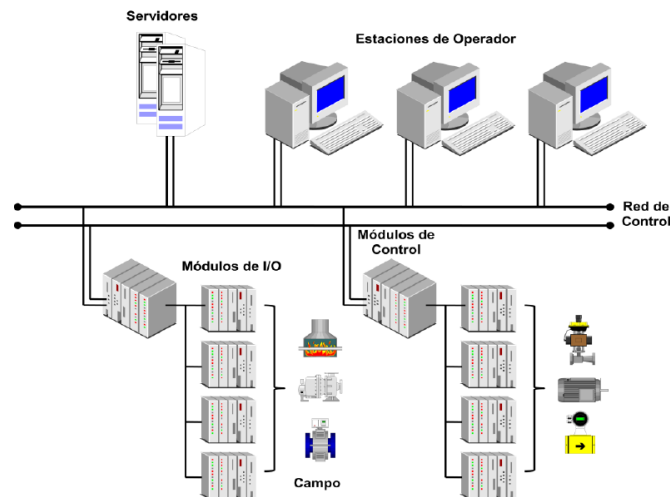 Servidores
Estaciones de Operador
Red de
Control
Módulos de
Control
Módulos de I/O
Campo